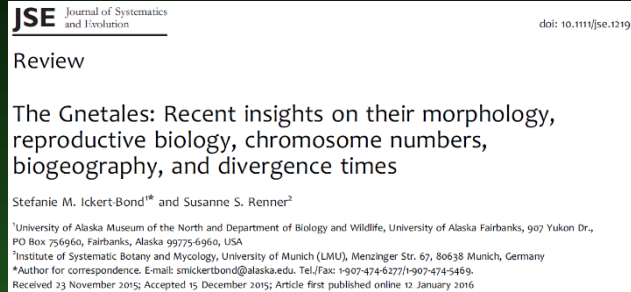 JSE Journal of Systematics
and Evolution
doi: 10.1111/jse.1219
Review
The Gnetales: Recent insights on their morphology,
reproductive biology, chromosome numbers,
biogeography, and divergence times
Stefanie M. Ickert-Bond¹* and Susanne S. Renner²
¹University of Alaska Museum of the North and Department of Biology and Wildlife, University of Alaska Fairbanks, 907 Yukon Dr.,
PO Box 756960, Fairbanks, Alaska 99775-6960, USA
²Institute of Systematic Botany and Mycology, University of Munich (LMU), Menzinger Str. 67, 80638 Munich, Germany
*Author for correspondence. E-mail: smickertbond@alaska.edu. Tel./Fax: 1-907-474-6277/1-907-474-5469.
Received 23 November 2015; Accepted 15 December 2015; Article first published online 12 January 2016